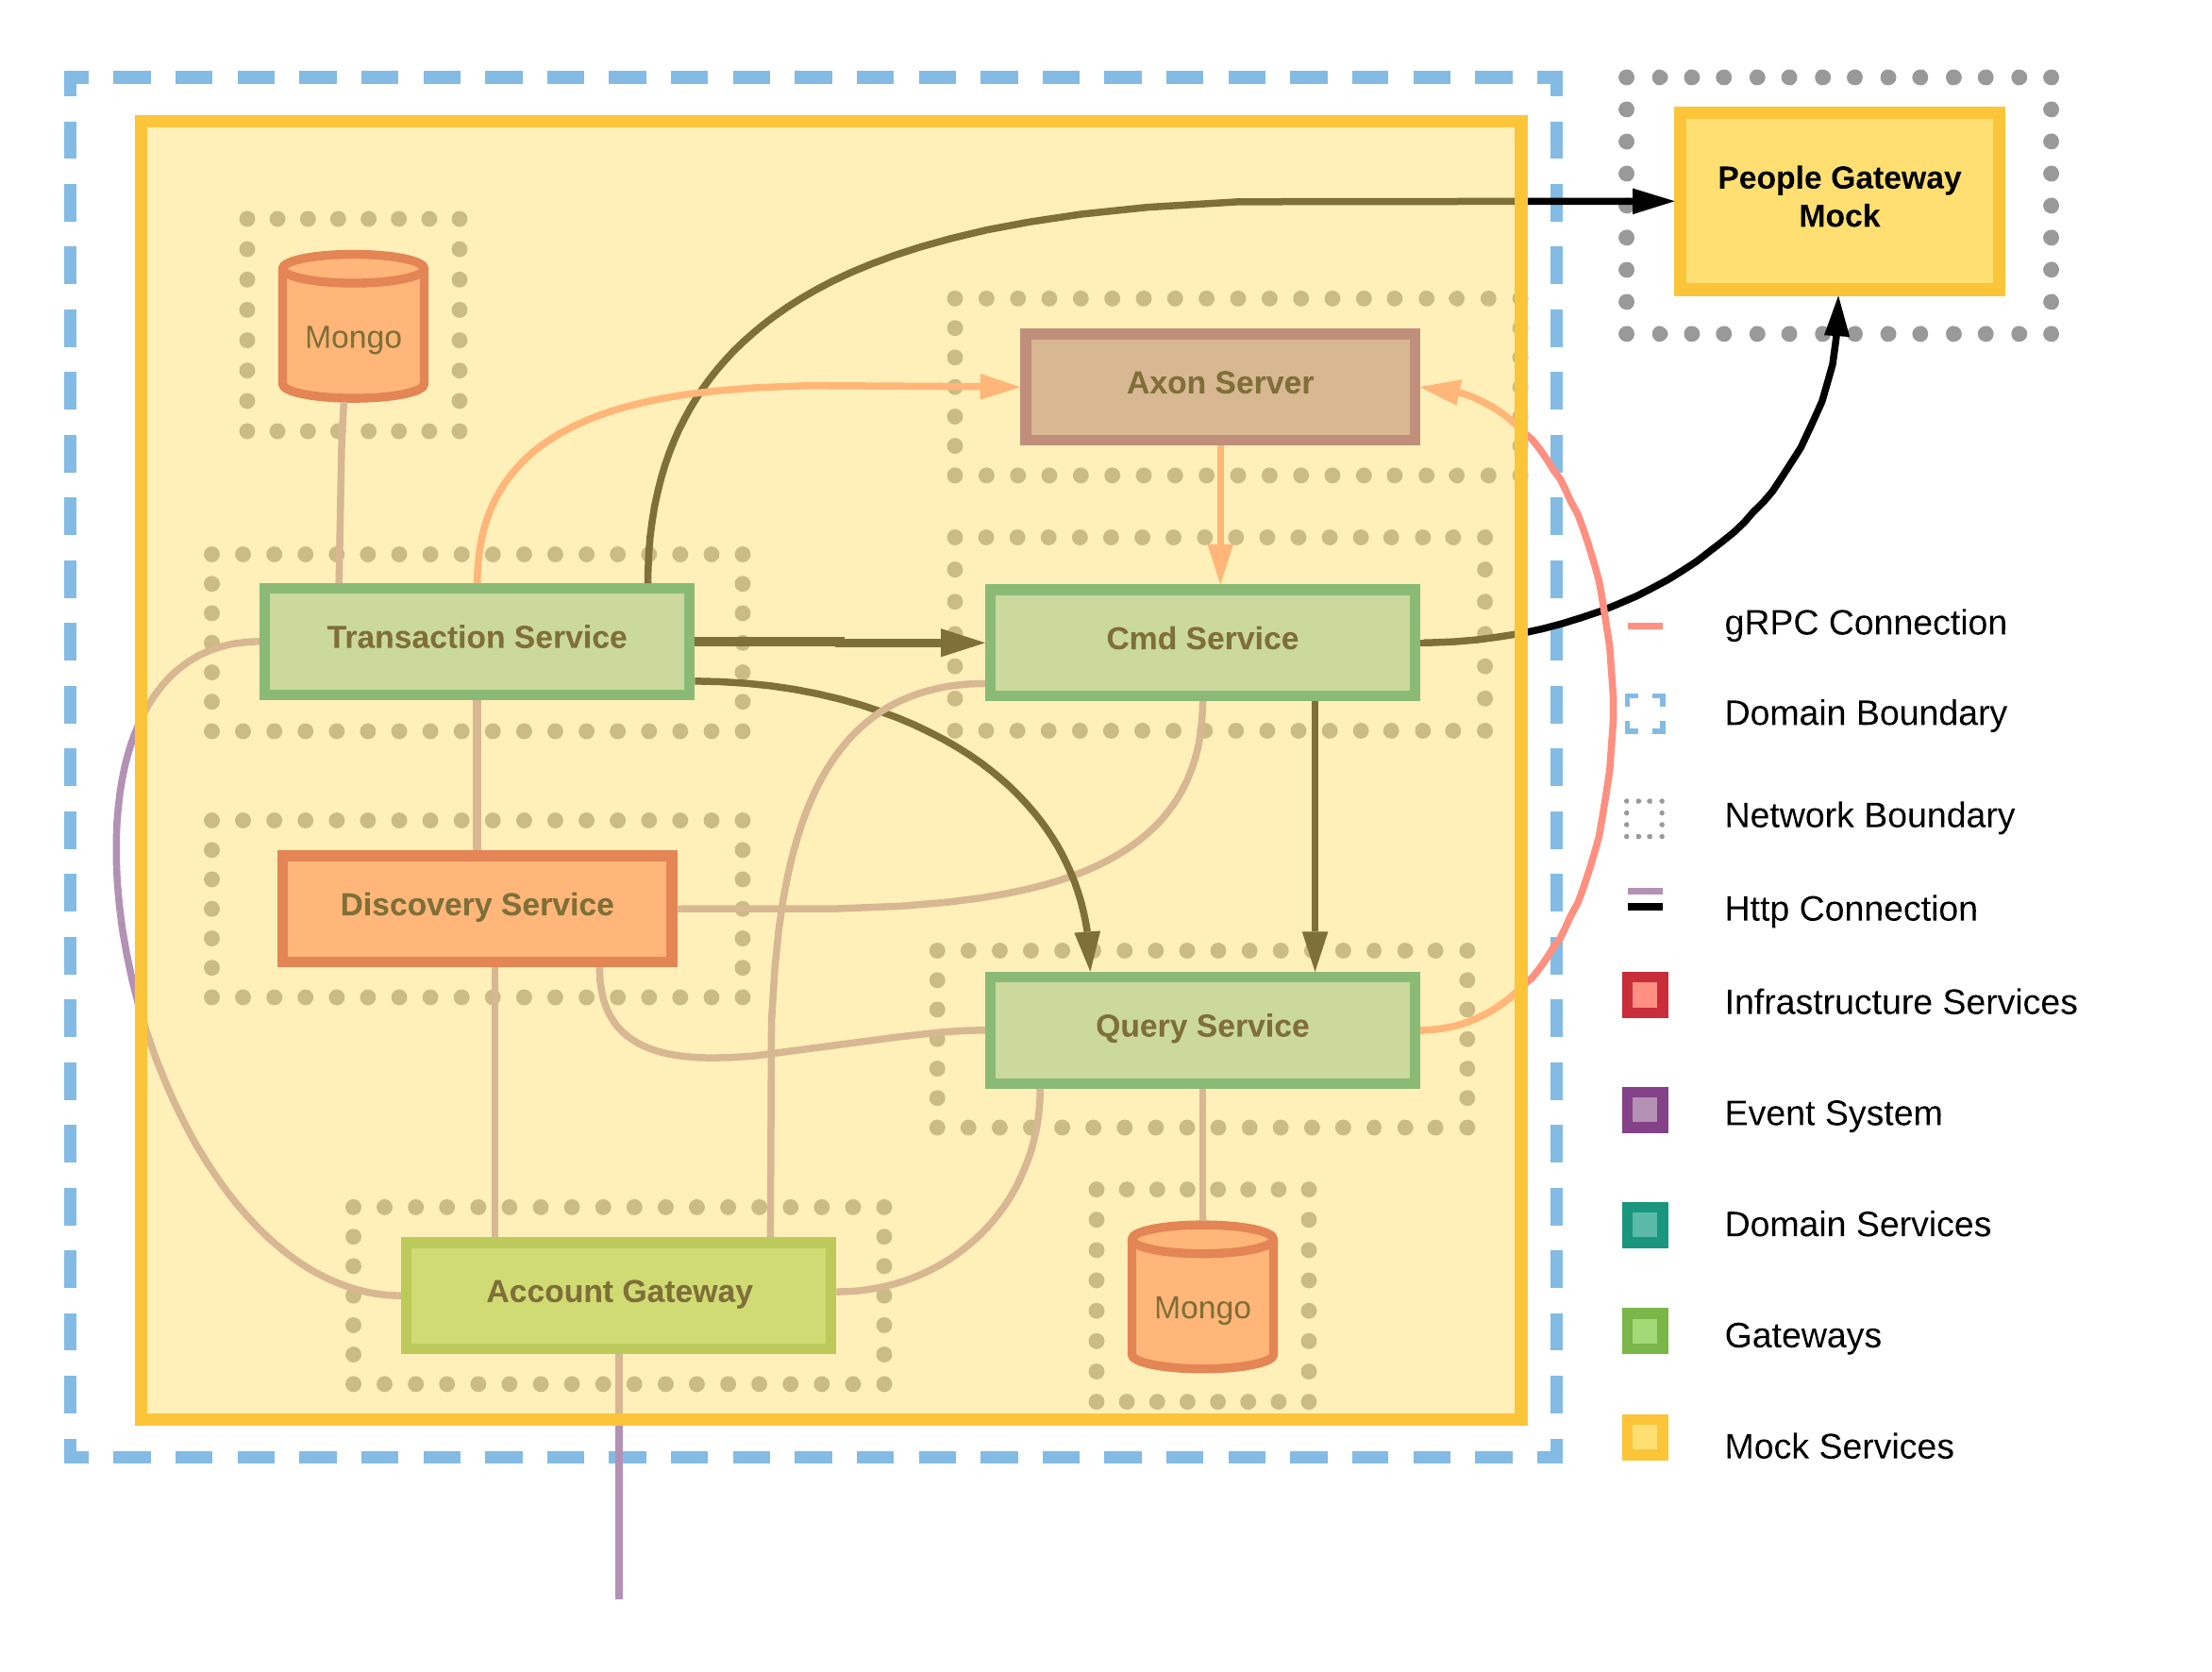 People Gateway
Mock
Mongo
Axon Server
Transaction Service
Cmd Service
Discovery Service
Query Service
Account Gateway
Mongo
gRPC Connection
Domain Boundary
Network Boundary
Http Connection
Infrastructure Services
Event System
Domain Services
Gateways
Mock Services